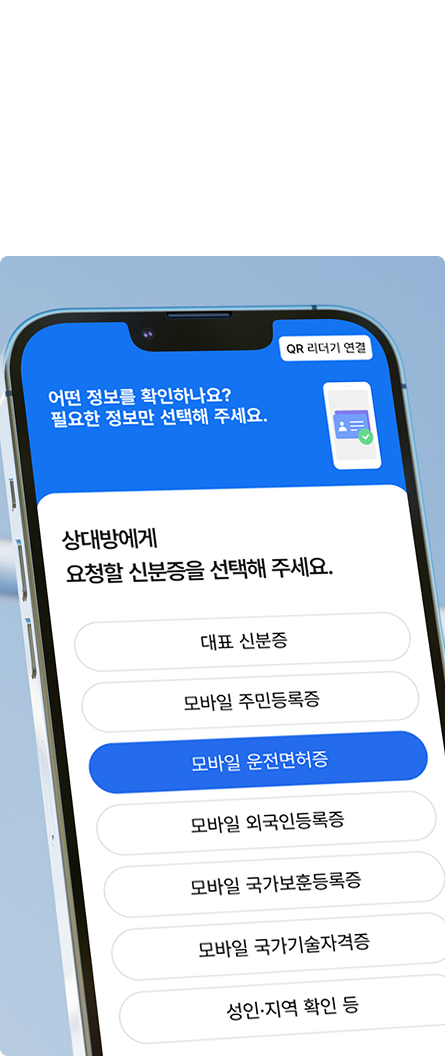 QR 리더기 연결
어떤 정보를 확인하나요?
필요한 정보만 선택해 주세요.
상대방에게
요청할 신분증을 선택해 주세요.
대표 신분증
모바일 주민등록증
모바일 운전면허증
모바일 외국인등록증
모바일 국가보훈등록증
모바일 국가기술자격증
성인·지역 확인 등